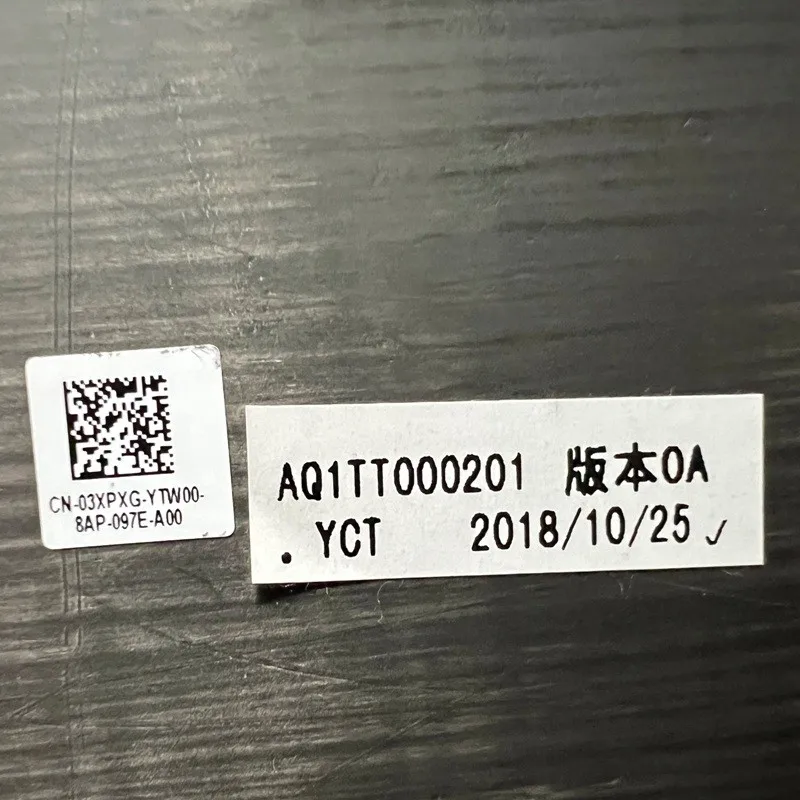 CN-03XPXG-YTW00-
8AP-097E-A00
AQ1TT000201 版本0A
. YCT 2018/10/25 ✓